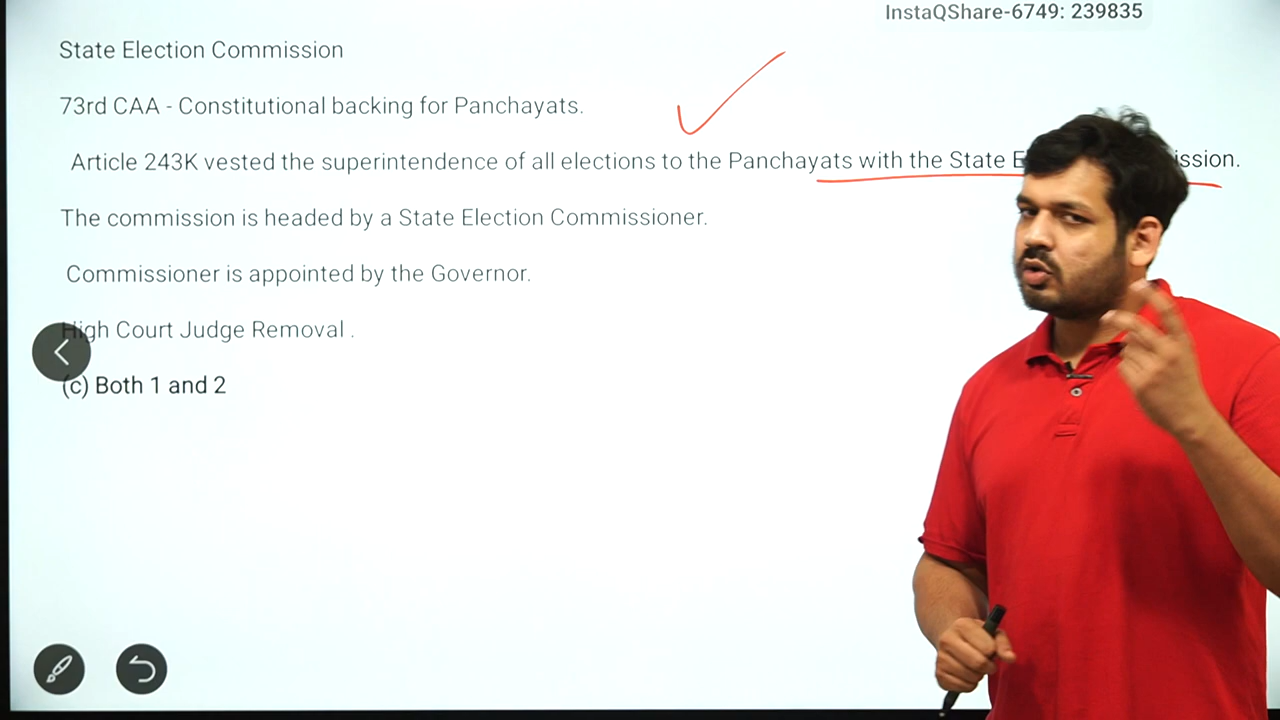 InstaQShare-6749: 239835
State Election Commission
73rd CAA - Constitutional backing for Panchayats.
Article 243K vested the superintendence of all elections to the Panchayats with the State
The commission is headed by a State Election Commissioner.
Commissioner is appointed by the Governor.
High Court Judge Removal .
(c) Both 1 and 2